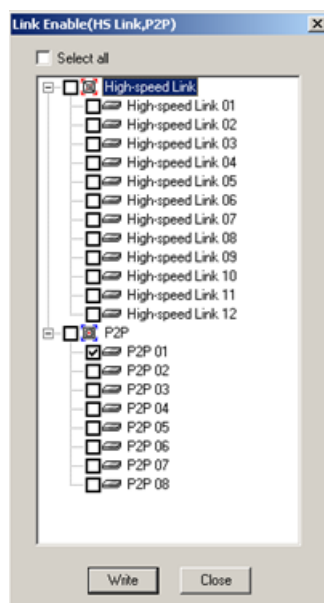 Link Enable(HS Link,P2P)
Select all
High-speed Link
High-speed Link 01
High-speed Link 02
High-speed Link 03
High-speed Link 04
High-speed Link 05
High-speed Link 06
High-speed Link 07
High-speed Link 08
High-speed Link 09
High-speed Link 10
High-speed Link 11
High-speed Link 12
P2P
P2P 01
P2P 02
P2P 03
P2P 04
P2P 05
P2P 06
P2P 07
P2P 08
Write Close